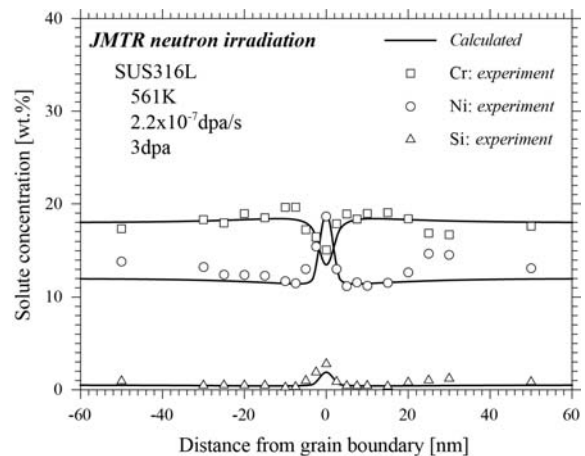 40
JMTR neutron irradiation
Calculated
SUS316L
Cr: experiment
561K
30
Ni: experiment
2.2x10⁻⁷dpa/s
Si: experiment
3dpa
Solute concentration [wt.%]
20
10
0
-60 -40 -20 0 20 40 60
Distance from grain boundary [nm]